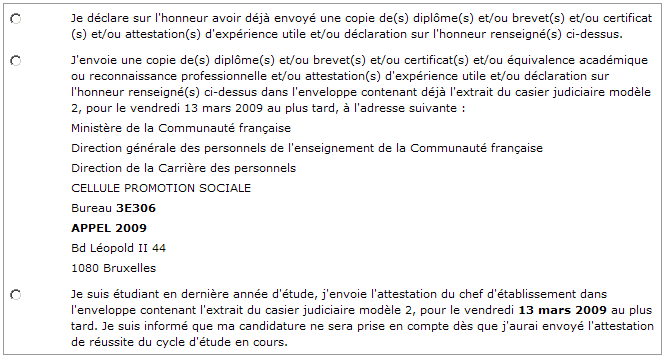 Je déclare sur l'honneur avoir déjà envoyé une copie de(s) diplôme(s) et/ou brevet(s) et/ou certificat
(s) et/ou attestation(s) d'expérience utile et/ou déclaration sur l'honneur renseigné(s) ci-dessus.
J'envoie une copie de(s) diplôme(s) et/ou brevet(s) et/ou certificat(s) et/ou équivalence académique
ou reconnaissance professionnelle et/ou attestation(s) d'expérience utile et/ou déclaration sur
l'honneur renseigné(s) ci-dessus dans l'enveloppe contenant déjà l'extrait du casier judiciaire modèle
2, pour le vendredi 13 mars 2009 au plus tard, à l'adresse suivante :
Ministère de la Communauté française
Direction générale des personnels de l'enseignement de la Communauté française
Direction de la Carrière des personnels
CELLULE PROMOTION SOCIALE
Bureau 3E306
APPEL 2009
Bd Léopold II 44
1080 Bruxelles
Je suis étudiant en dernière année d'étude, j'envoie l'attestation du chef d'établissement dans
l'enveloppe contenant l'extrait du casier judiciaire modèle 2, pour le vendredi 13 mars 2009 au plus
tard. Je suis informé que ma candidature ne sera prise en compte dès que j'aurai envoyé l'attestation
de réussite du cycle d'étude en cours.